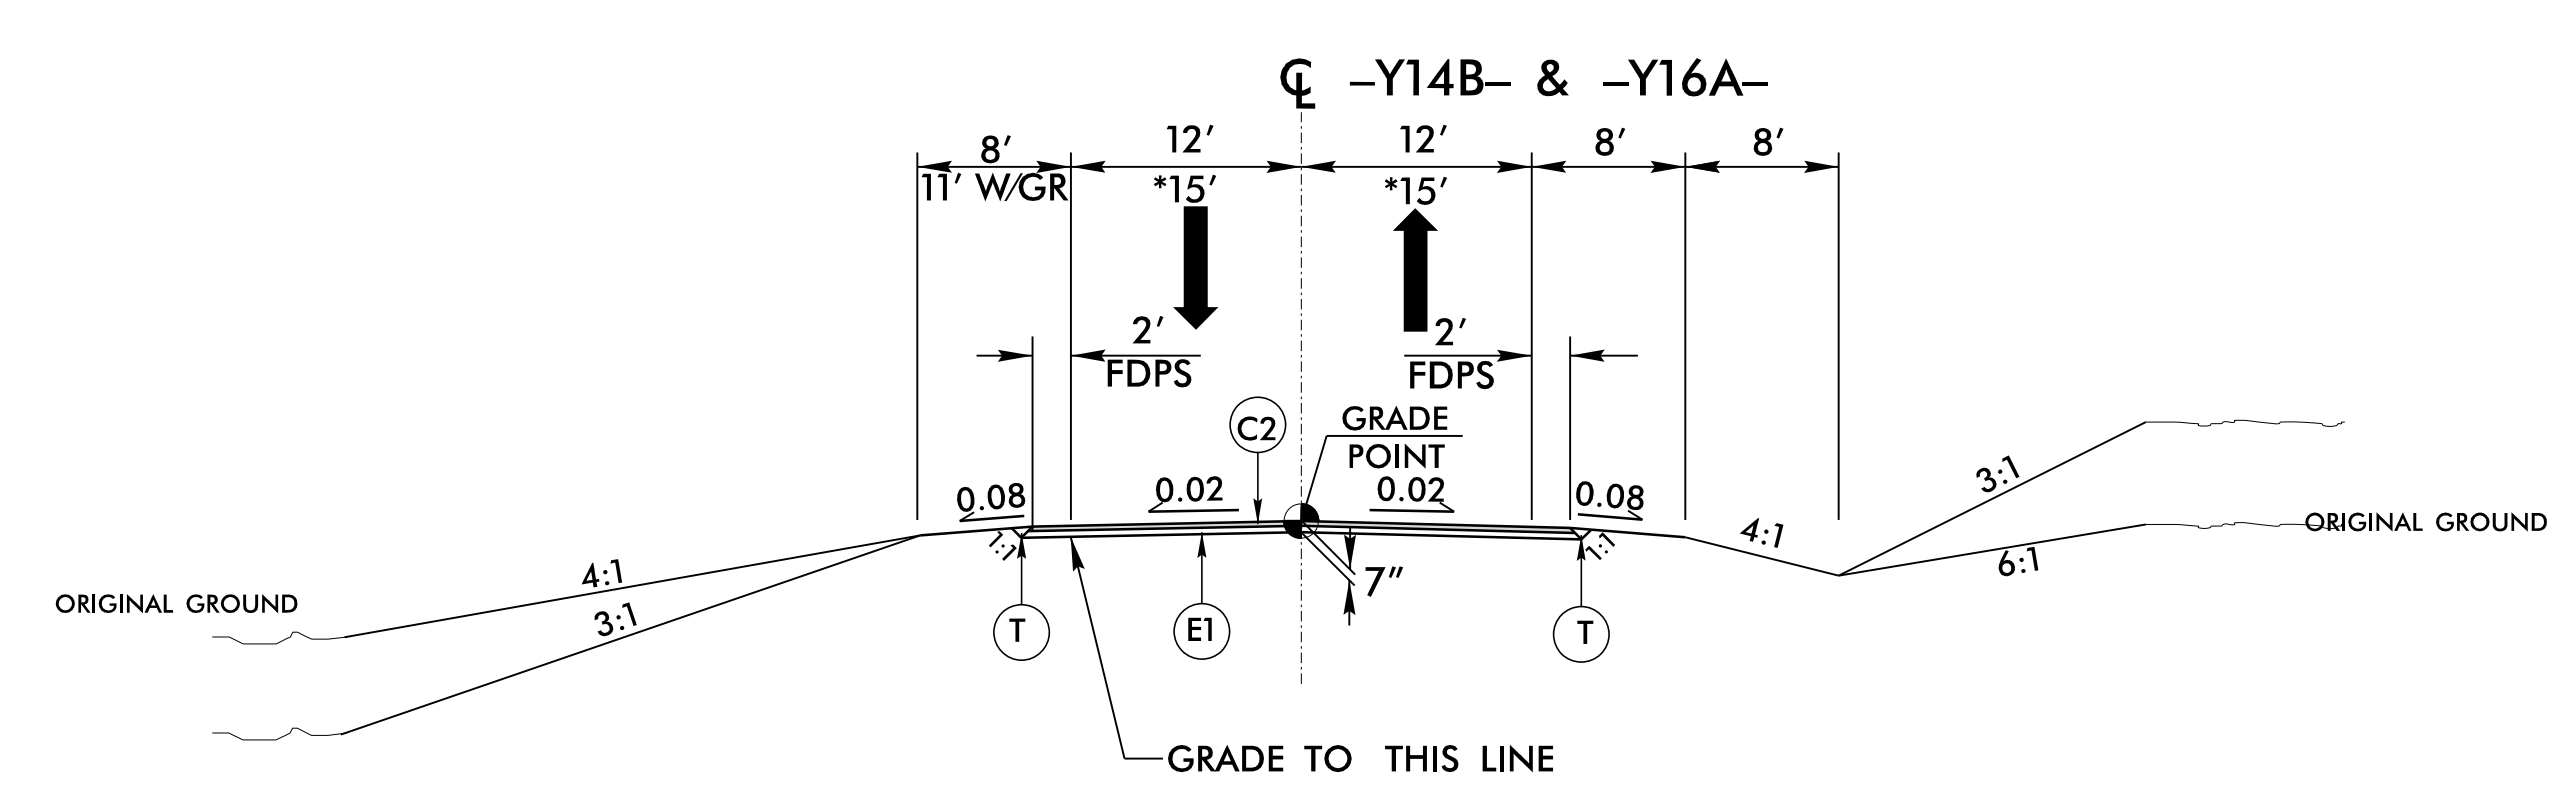 ℄ –Y14B– & –Y16A–
8' 12' 12' 8' 8'
11' W/GR *15' *15'
2' 2'
FDPS FDPS
C2
GRADE
POINT
0.08 0.02 0.02 0.08
3:1
4:1
ORIGINAL GROUND
1:1 1:1
6:1
4:1
7"
ORIGINAL GROUND
3:1
T E1 T
GRADE TO THIS LINE